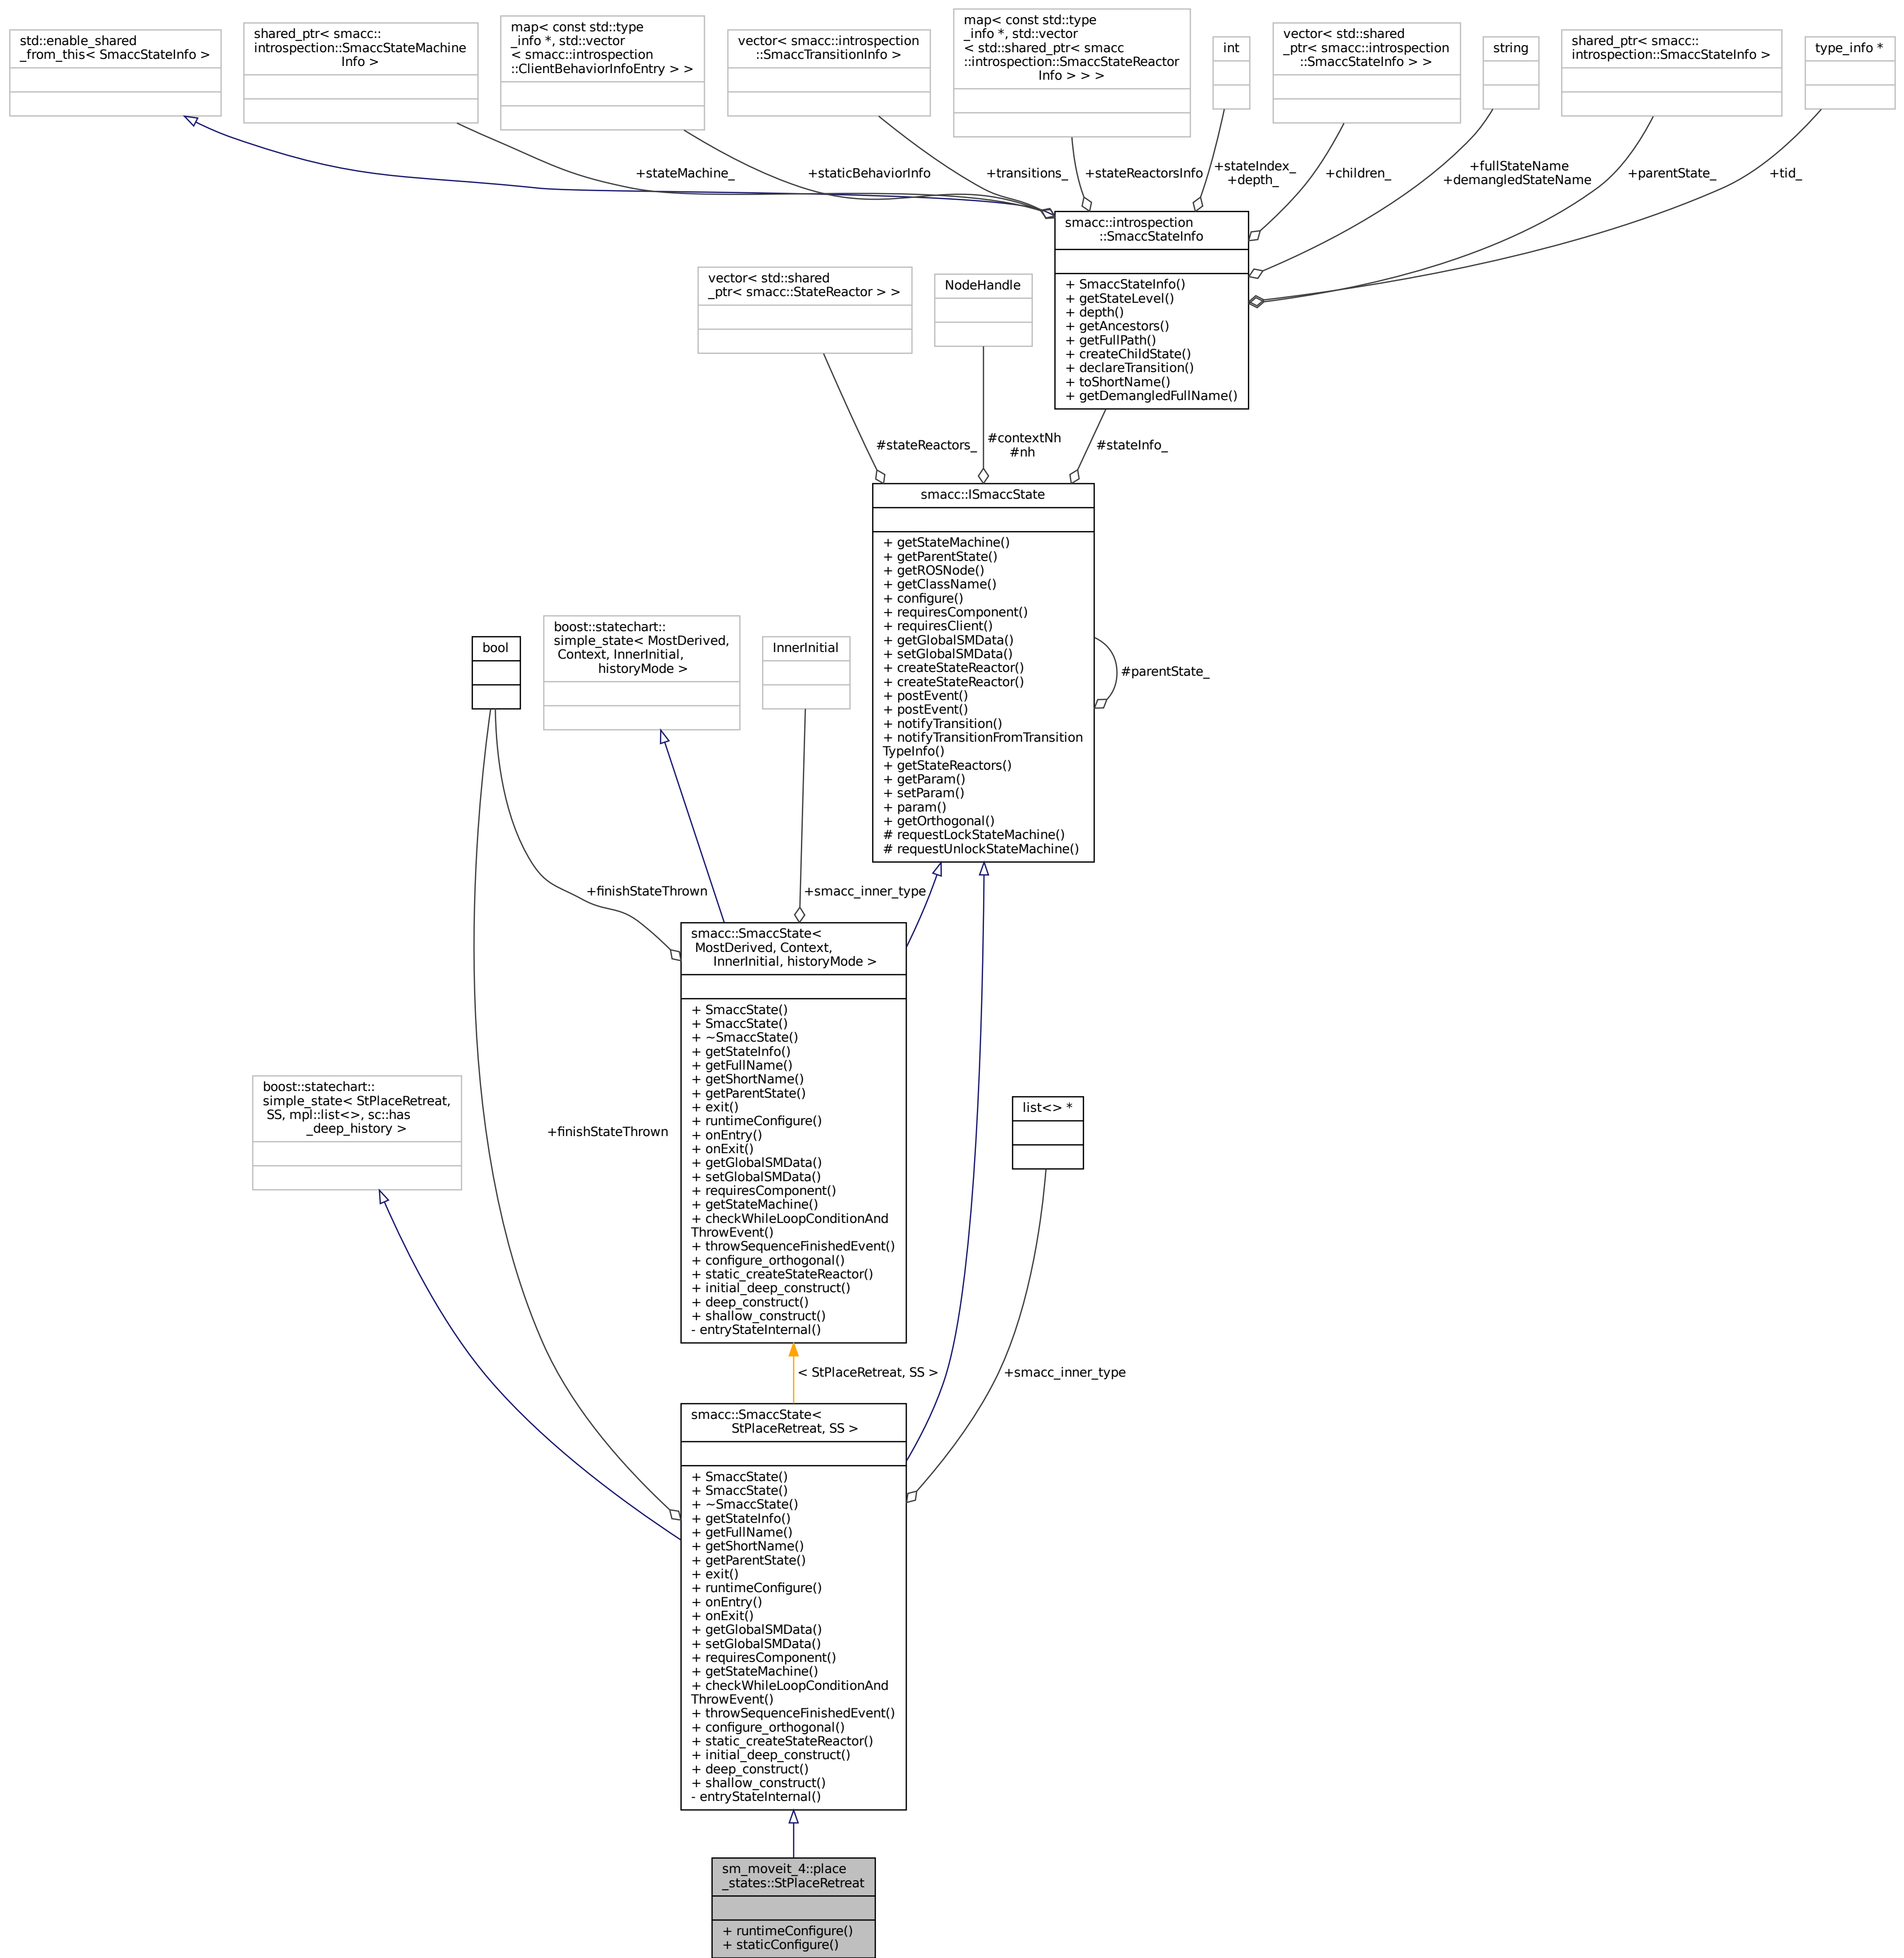 std::enable_shared
_from_this< SmaccStateInfo >
shared_ptr< smacc::
introspection::SmaccStateMachine
Info >
map< const std::type
_info *, std::vector
< smacc::introspection
::ClientBehaviorInfoEntry > >
vector< smacc::introspection
::SmaccTransitionInfo >
map< const std::type
_info *, std::vector
< std::shared_ptr< smacc
::introspection::SmaccStateReactor
Info > > >
int
vector< std::shared
_ptr< smacc::introspection
::SmaccStateInfo > >
string
shared_ptr< smacc::
introspection::SmaccStateInfo >
type_info *
+stateMachine_
+staticBehaviorInfo
+transitions_
+stateReactorsInfo
+stateIndex_
+depth_
+children_
+fullStateName
+demangledStateName
+parentState_
+tid_
smacc::introspection
::SmaccStateInfo
+ SmaccStateInfo()
+ getStateLevel()
+ depth()
+ getAncestors()
+ getFullPath()
+ createChildState()
+ declareTransition()
+ toShortName()
+ getDemangledFullName()
vector< std::shared
_ptr< smacc::StateReactor > >
NodeHandle
#stateReactors_
#contextNh
#nh
#stateInfo_
smacc::ISmaccState
+ getStateMachine()
+ getParentState()
+ getROSNode()
+ getClassName()
+ configure()
+ requiresComponent()
+ requiresClient()
+ getGlobalSMData()
+ setGlobalSMData()
+ createStateReactor()
+ createStateReactor()
+ postEvent()
+ postEvent()
+ notifyTransition()
+ notifyTransitionFromTransition
TypeInfo()
+ getStateReactors()
+ getParam()
+ setParam()
+ param()
+ getOrthogonal()
# requestLockStateMachine()
# requestUnlockStateMachine()
#parentState_
bool
boost::statechart::
simple_state< MostDerived,
Context, InnerInitial,
historyMode >
InnerInitial
+finishStateThrown
+smacc_inner_type
smacc::SmaccState<
MostDerived, Context,
InnerInitial, historyMode >
+ SmaccState()
+ SmaccState()
+ ~SmaccState()
+ getStateInfo()
+ getFullName()
+ getShortName()
+ getParentState()
+ exit()
+ runtimeConfigure()
+ onEntry()
+ onExit()
+ getGlobalSMData()
+ setGlobalSMData()
+ requiresComponent()
+ getStateMachine()
+ checkWhileLoopConditionAnd
ThrowEvent()
+ throwSequenceFinishedEvent()
+ configure_orthogonal()
+ static_createStateReactor()
+ initial_deep_construct()
+ deep_construct()
+ shallow_construct()
- entryStateInternal()
boost::statechart::
simple_state< StPlaceRetreat,
SS, mpl::list<>, sc::has
_deep_history >
+finishStateThrown
list<> *
< StPlaceRetreat, SS >
+smacc_inner_type
smacc::SmaccState<
StPlaceRetreat, SS >
+ SmaccState()
+ SmaccState()
+ ~SmaccState()
+ getStateInfo()
+ getFullName()
+ getShortName()
+ getParentState()
+ exit()
+ runtimeConfigure()
+ onEntry()
+ onExit()
+ getGlobalSMData()
+ setGlobalSMData()
+ requiresComponent()
+ getStateMachine()
+ checkWhileLoopConditionAnd
ThrowEvent()
+ throwSequenceFinishedEvent()
+ configure_orthogonal()
+ static_createStateReactor()
+ initial_deep_construct()
+ deep_construct()
+ shallow_construct()
- entryStateInternal()
sm_moveit_4::place
_states::StPlaceRetreat
+ runtimeConfigure()
+ staticConfigure()